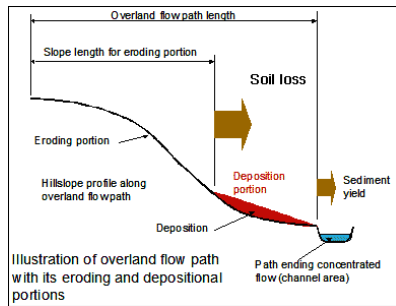 Overland flow path length
Slope length for eroding portion
Soil loss
Eroding portion
Deposition
portion
Sediment
yield
Hillslope profile along
overland flowpath
Deposition
Path ending concentrated
flow (channel area)
Illustration of overland flow path
with its eroding and depositional
portions